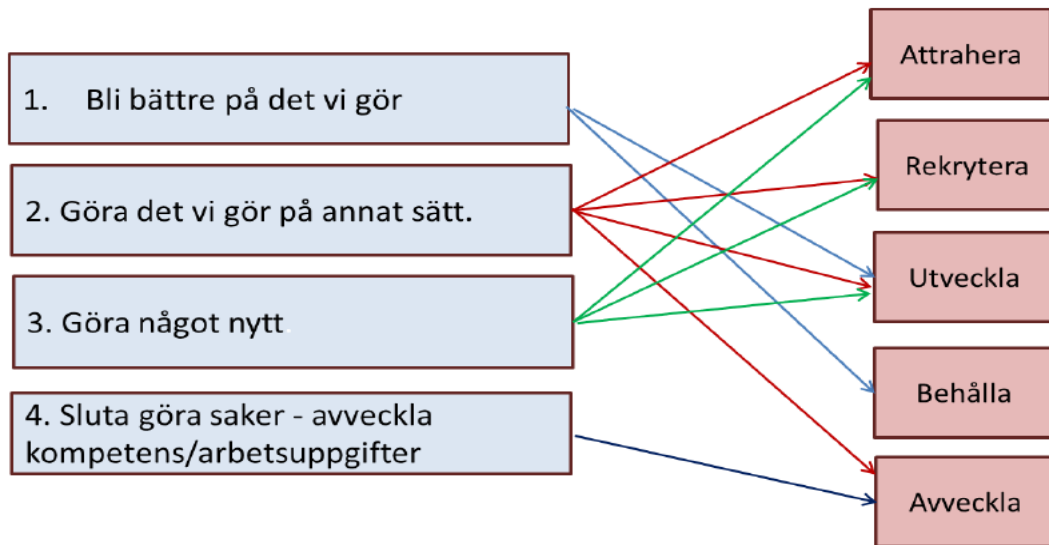 1. Bli bättre på det vi gör
2. Göra det vi gör på annat sätt.
3. Göra något nytt.
4. Sluta göra saker - avveckla
kompetens/arbetsuppgifter
Attrahera
Rekrytera
Utveckla
Behålla
Avveckla